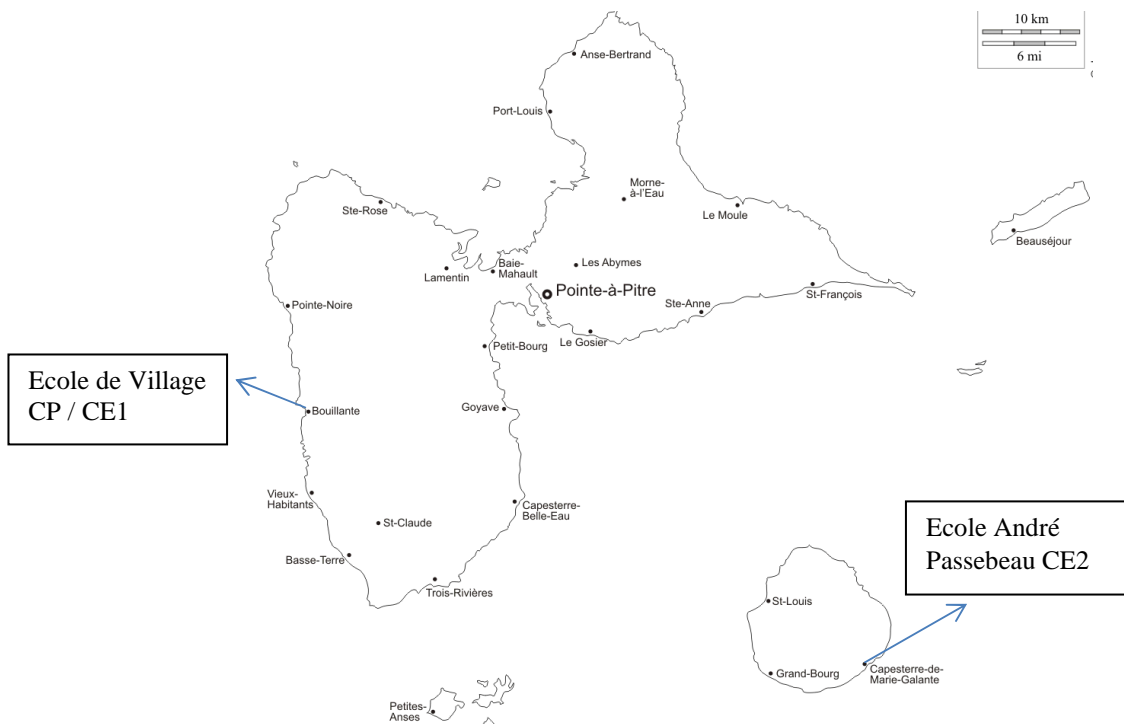 10 km
6 mi
Anse-Bertrand
Port-Louis
Morne-
à-l'Eau
Ste-Rose
Le Moule
Beauséjour
Baie-
Mahault
Les Abymes
Lamentin
Pointe-à-Pitre
St-François
Pointe-Noire
Ste-Anne
Le Gosier
Petit-Bourg
Ecole de Village
CP / CE1
Bouillante
Goyave
Vieux-
Habitants
Capesterre-
Belle-Eau
St-Claude
Basse-Terre
Trois-Rivières
Ecole André
Passebeau CE2
St-Louis
Grand-Bourg
Capesterre-de-
Marie-Galante
Petites-
Anses